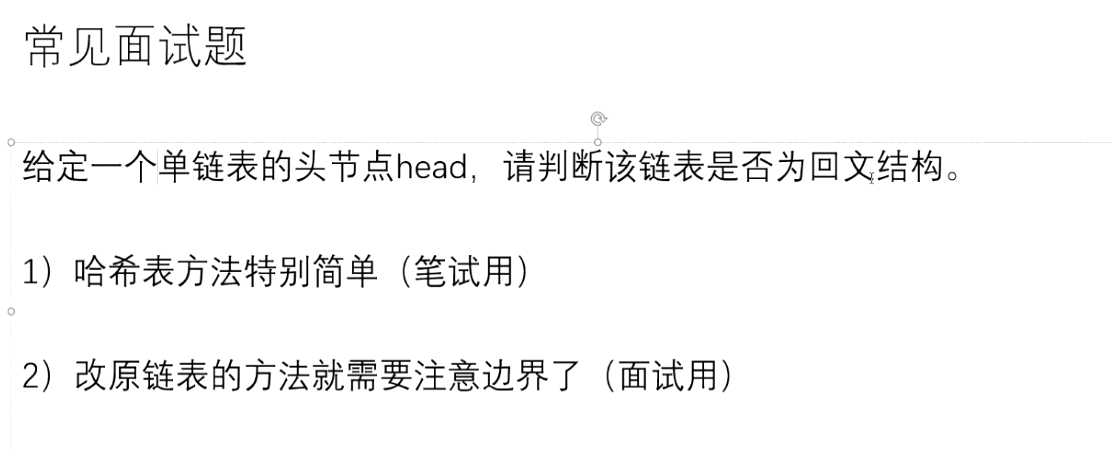 常见面试题
给定一个单链表的头节点head，请判断该链表是否为回文结构。
1）哈希表方法特别简单（笔试用）
2）改原链表的方法就需要注意边界了（面试用）